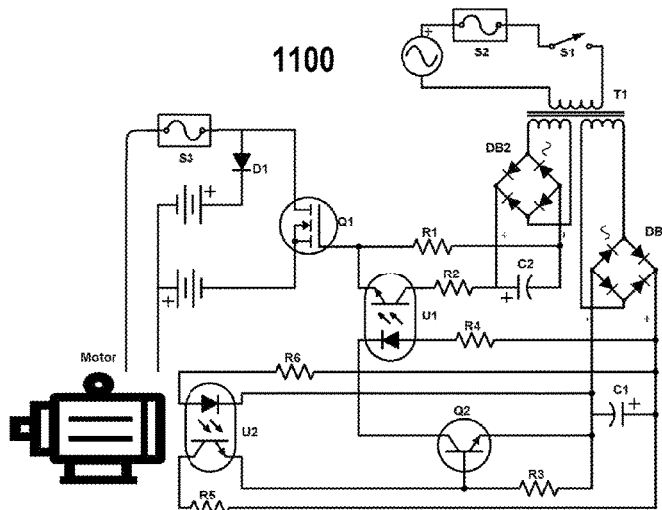 1100
S2
S1
T1
S3
D1
DB2
Q1
R1
DB
C2
R2
U1
R4
Motor
R6
C1
Q2
U2
R3
R5